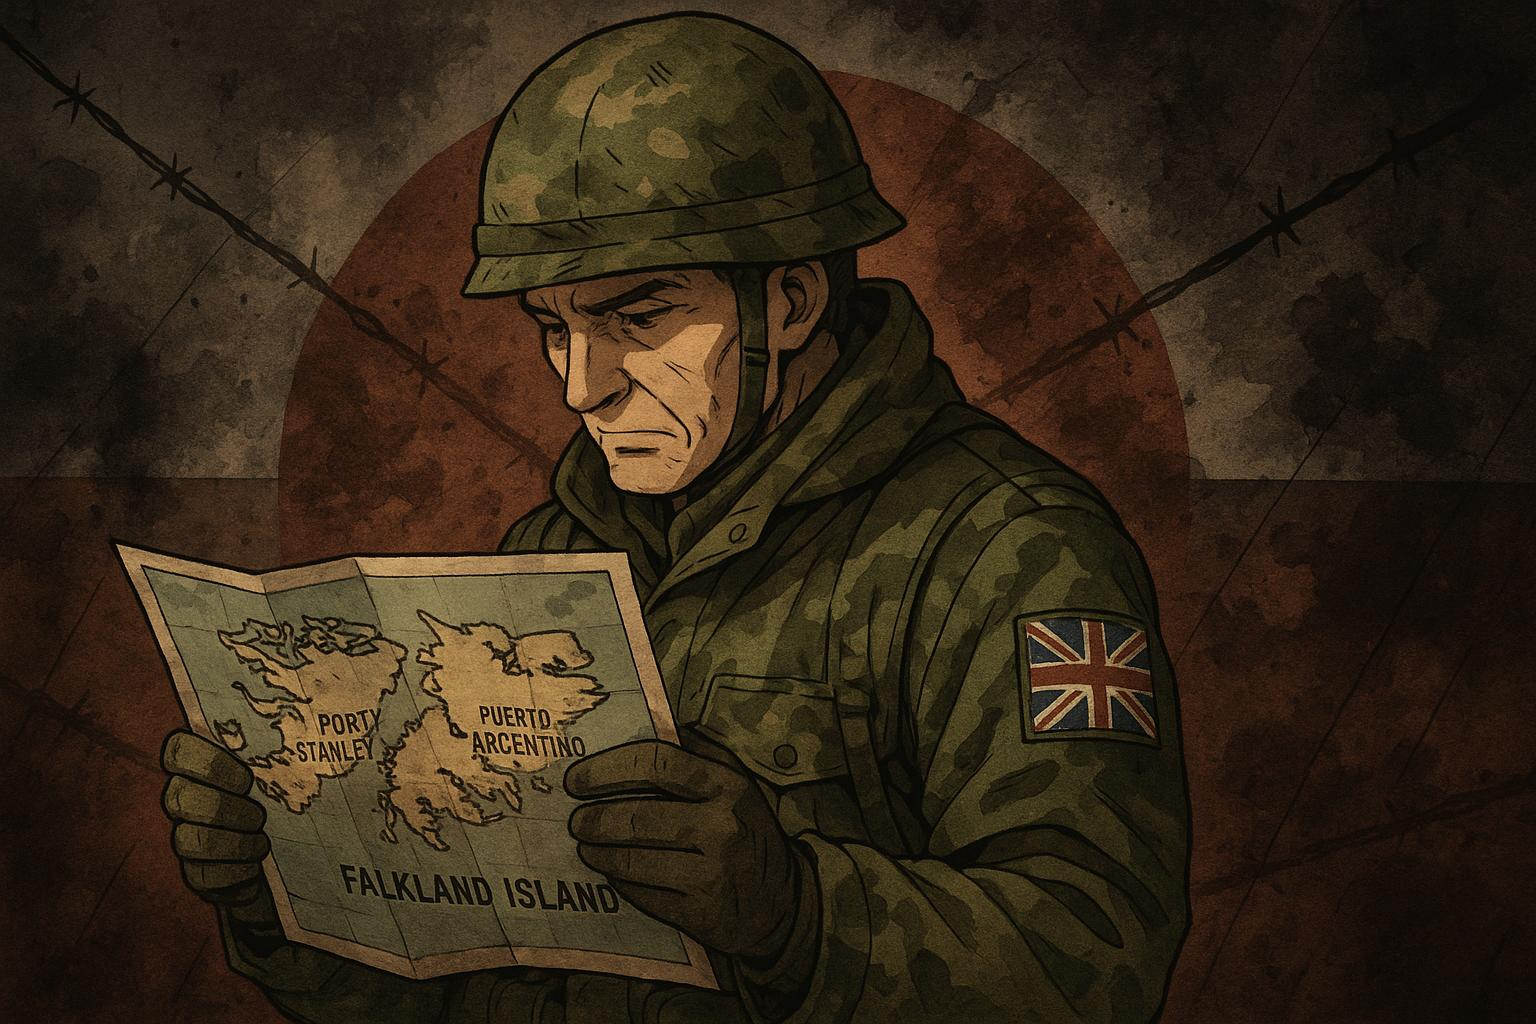 PORTY
STANLEY
PUERTO
ARCENTINO
FALKLAND ISLAND